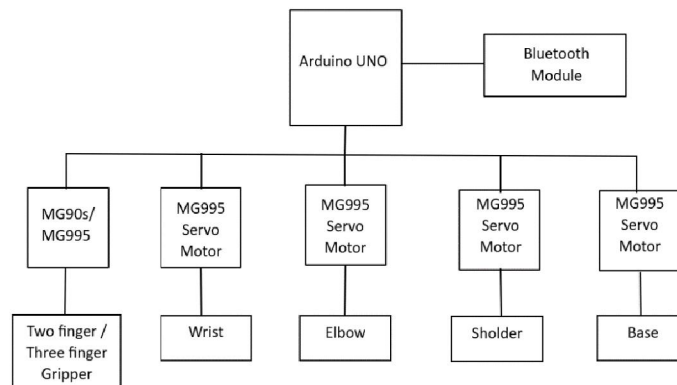 Arduino UNO
Bluetooth
Module
MG90s/
MG995
MG995
Servo
Motor
MG995
Servo
Motor
MG995
Servo
Motor
MG995
Servo
Motor
Two finger /
Three finger
Gripper
Wrist
Elbow
Sholder
Base